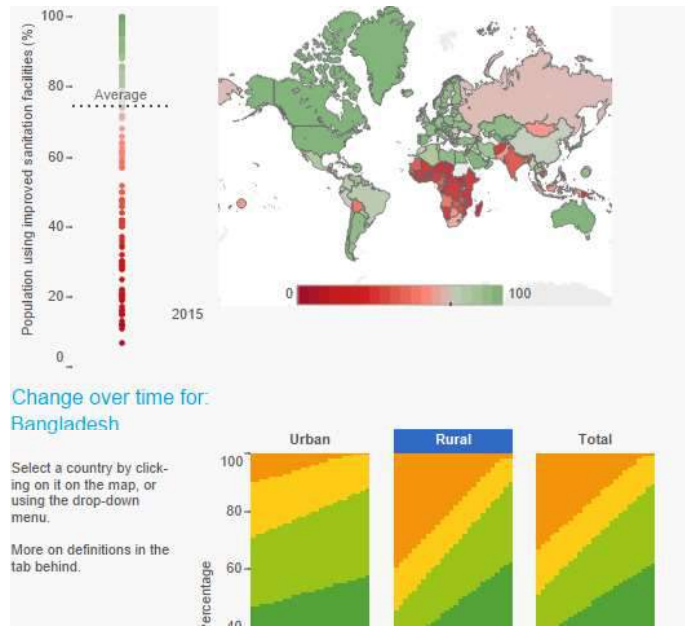 Population using improved sanitation facilities (%)
100
80
Average
60
40
20
0
2015
0
100
Change over time for:
Bangladesh
Select a country by click-
ing on it on the map, or
using the drop-down
menu.
More on definitions in the
tab behind.
Urban
Rural
Total
Percentage
100
80
60
40